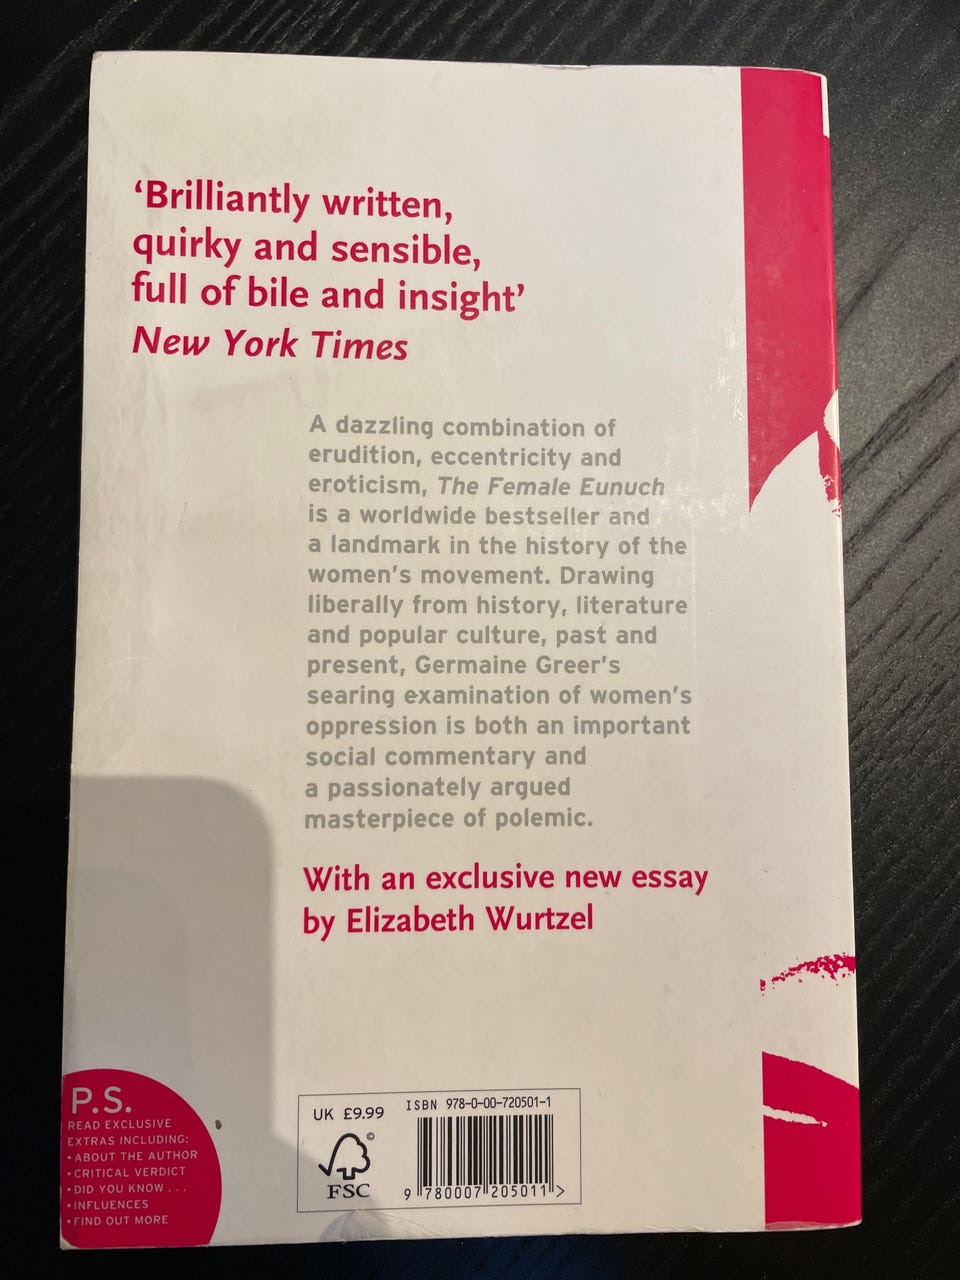 ‘Brilliantly written,
quirky and sensible,
full of bile and insight’
New York Times
A dazzling combination of
erudition, eccentricity and
eroticism, The Female Eunuch
is a worldwide bestseller and
a landmark in the history of the
women's movement. Drawing
liberally from history, literature
and popular culture, past and
present, Germaine Greer's
searing examination of women's
oppression is both an important
social commentary and
a passionately argued
masterpiece of polemic.
With an exclusive new essay
by Elizabeth Wurtzel
P.S.
READ EXCLUSIVE
EXTRAS INCLUDING:
• ABOUT THE AUTHOR
• CRITICAL VERDICT
• DID YOU KNOW . . .
• INFLUENCES
• FIND OUT MORE
UK £9.99
©
FSC
ISBN 978-0-00-720501-1
9 780007 205011 >